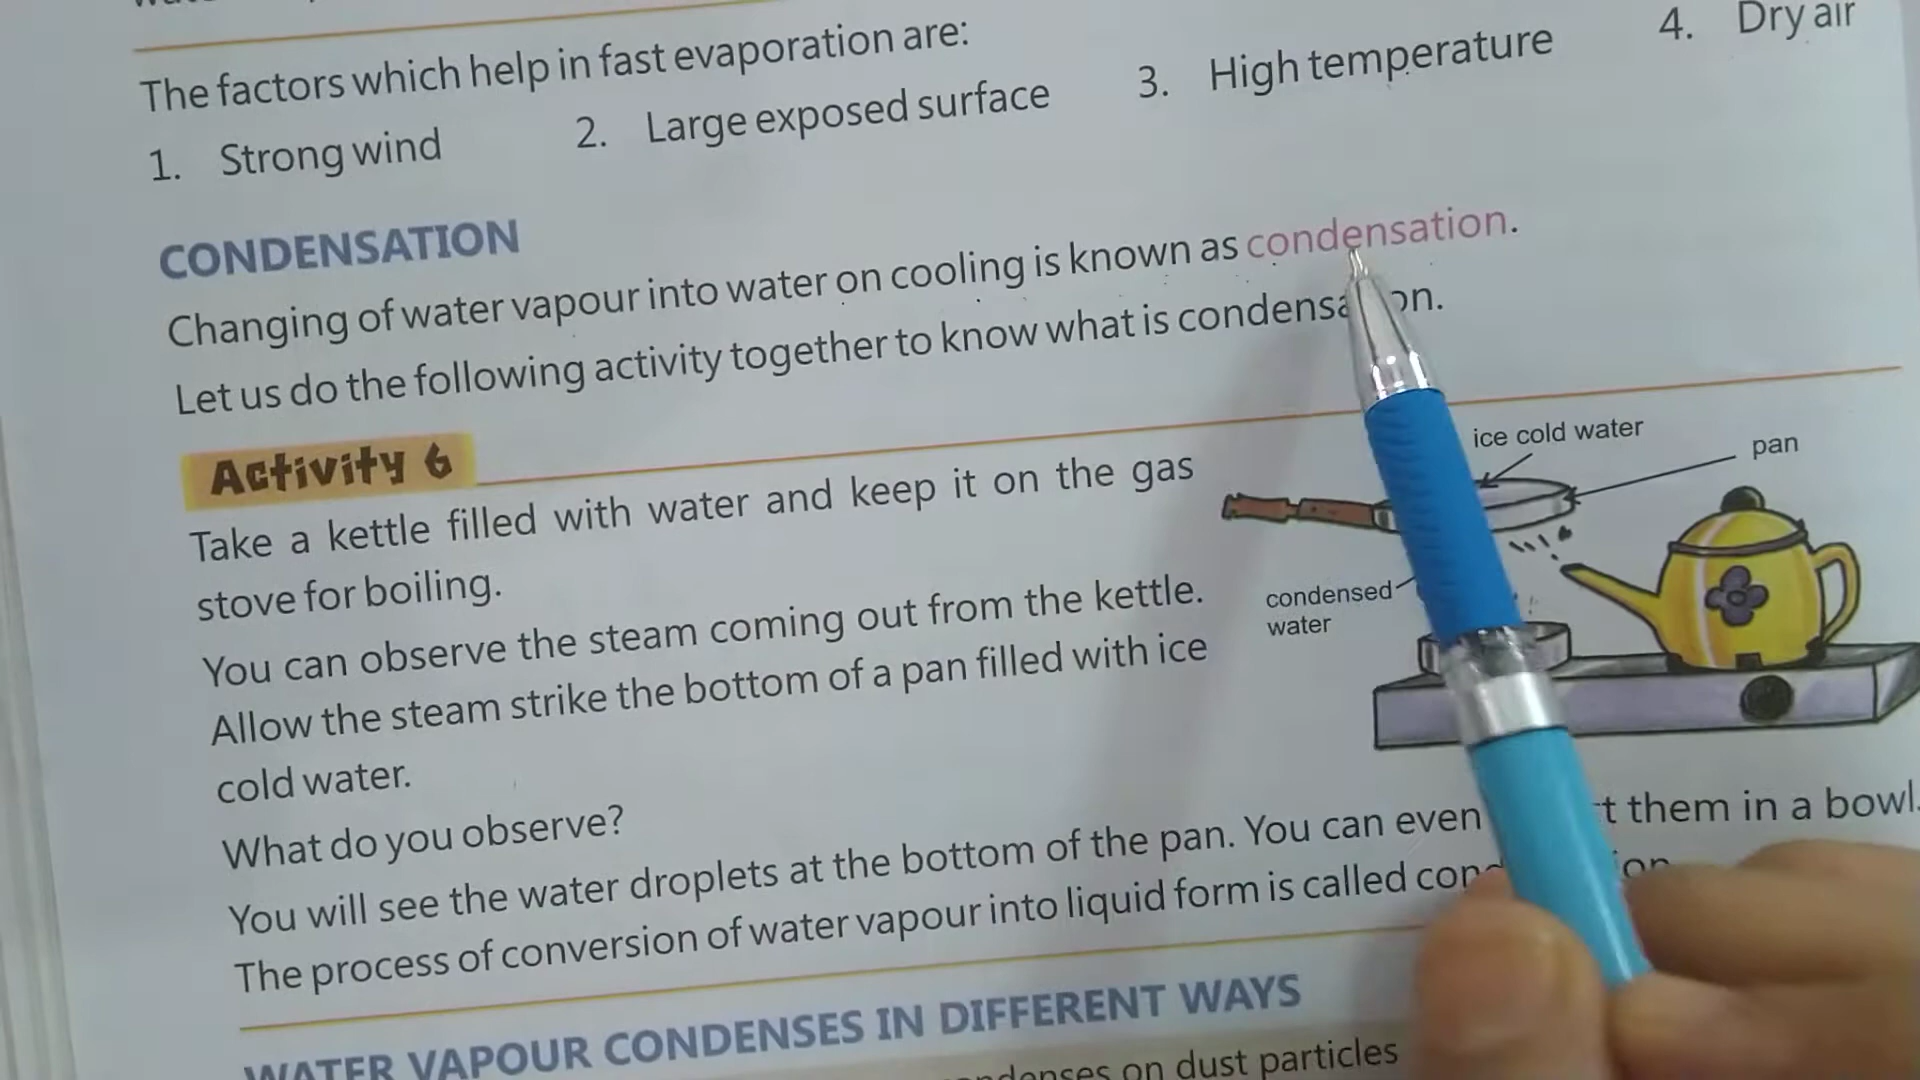 The factors which help in fast evaporation are:
1. Strong wind 2. Large exposed surface 3. High temperature 4. Dry air
CONDENSATION
Changing of water vapour into water on cooling is known as condensation.
Let us do the following activity together to know what is condensa on.
Activity 6
Take a kettle filled with water and keep it on the gas
stove for boiling.
You can observe the steam coming out from the kettle.
Allow the steam strike the bottom of a pan filled with ice
cold water.
What do you observe?
You will see the water droplets at the bottom of the pan. You can even them in a bowl.
The process of conversion of water vapour into liquid form is called
ice cold water
pan
condensed
water
WATER VAPOUR CONDENSES IN DIFFERENT WAYS
on dust particles